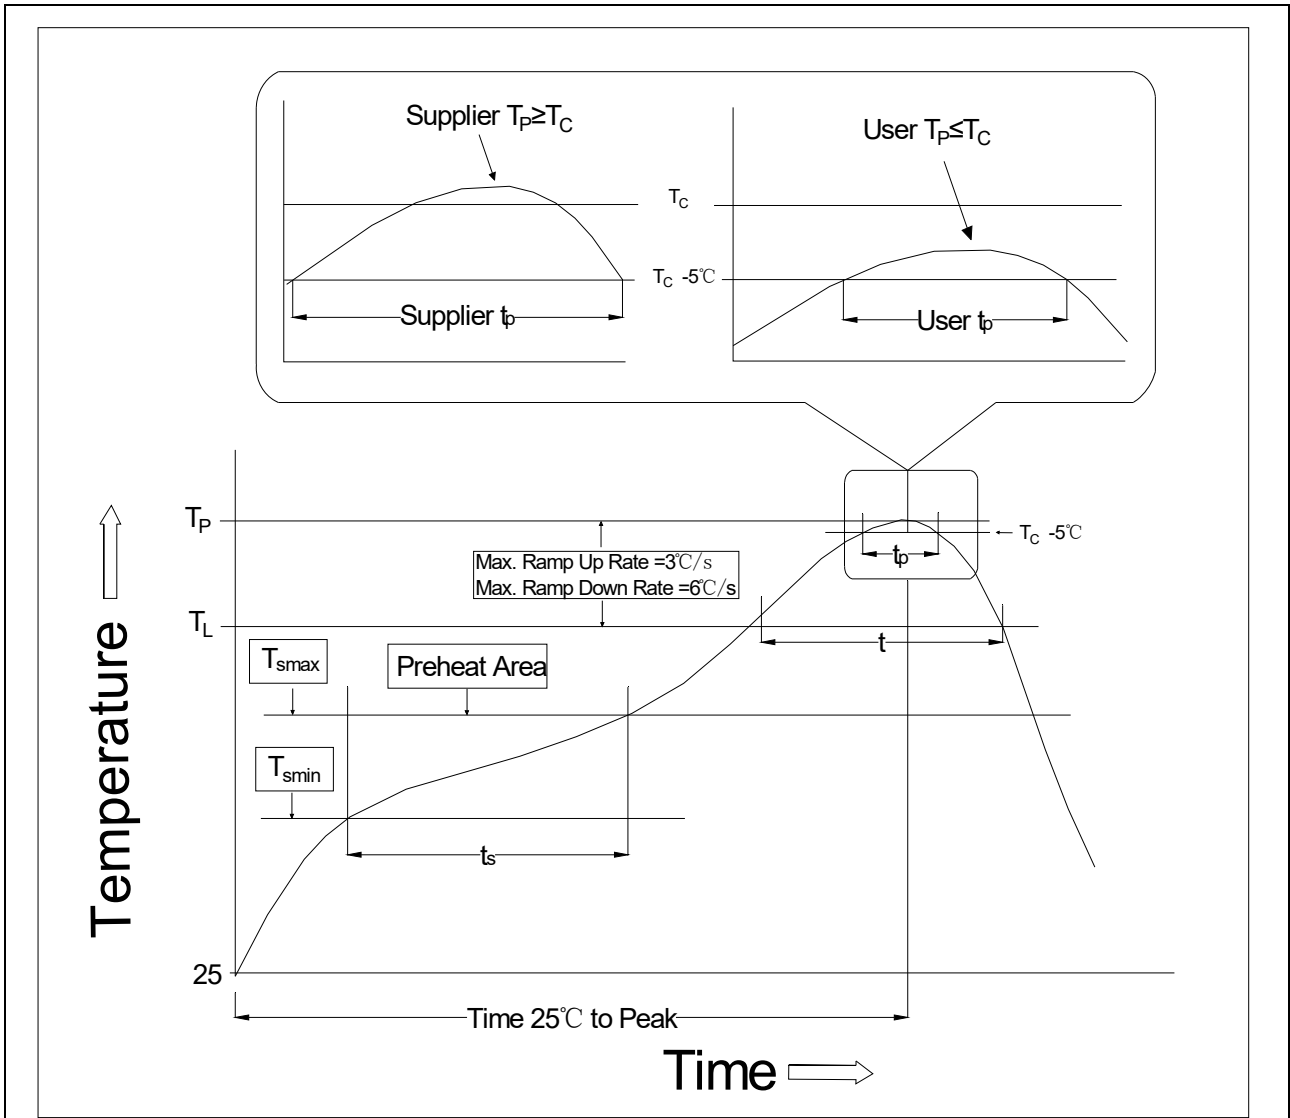 Supplier TP≥TC
User TP≤TC
TC
TC -5℃
Supplier tp
User tp
TP
TC -5℃
Max. Ramp Up Rate =3℃/s
Max. Ramp Down Rate =6℃/s
tp
TL
t
Tsmax
Preheat Area
Tsmin
ts
Temperature
25
Time 25℃ to Peak
Time